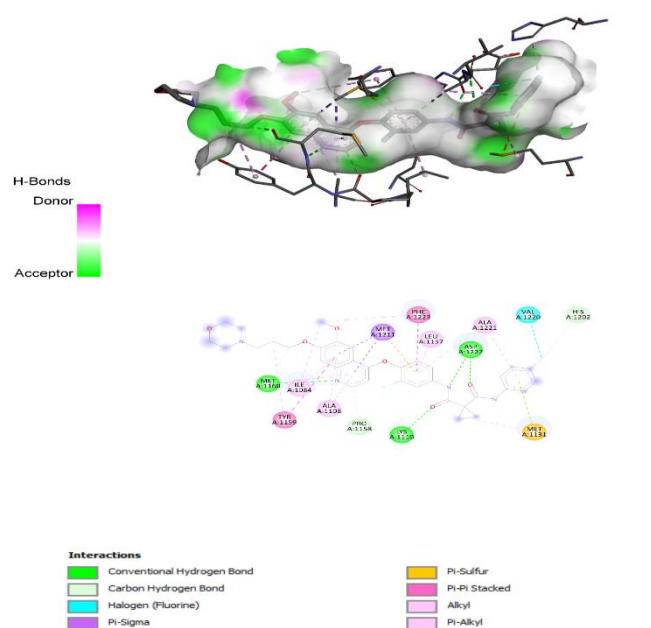 H-Bonds
Donor
Acceptor
PHE
A:1223
MET
A:1211
LEU
A:1157
ALA
A:1221
VAL
A:1220
HIS
A:1202
ASP
A:1222
O
N
MET
A:1160
ILE
A:1084
ALA
A:1108
TYR
A:1159
PRO
A:1158
LYS
A:1110
MET
A:1131
Interactions
Conventional Hydrogen Bond
Carbon Hydrogen Bond
Halogen (Fluorine)
Pi-Sigma
Pi-Sulfur
Pi-Pi Stacked
Alkyl
Pi-Alkyl